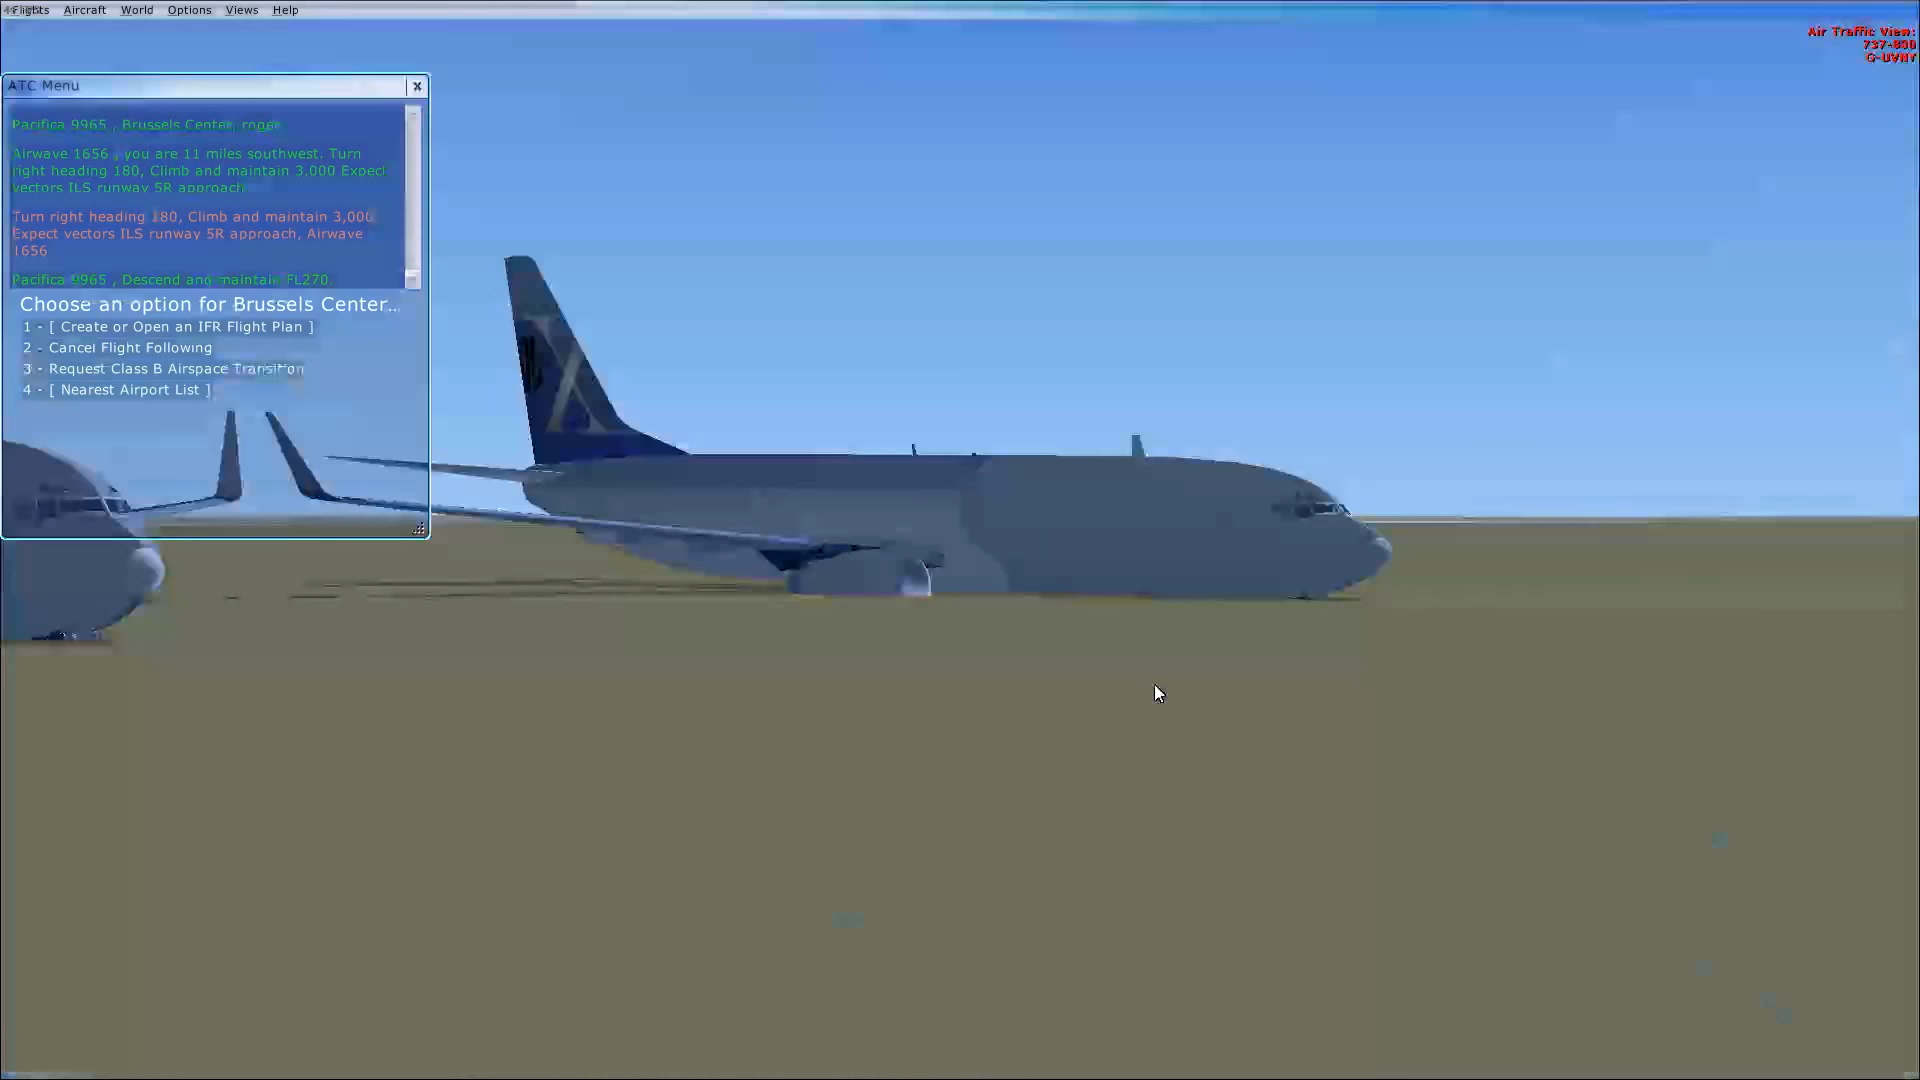 Flights Aircraft World Options Views Help
Air Traffic View:
737-800
G-UVNY
ATC Menu
Pacifica 9965 , Brussels Center, roger
Airwave 1656 , you are 11 miles southwest. Turn
right heading 180, Climb and maintain 3,000 Expect
vectors ILS runway 5R approach
Turn right heading 180, Climb and maintain 3,000
Expect vectors ILS runway 5R approach, Airwave
1656
Pacifica 9965 , Descend and maintain FL270.
Choose an option for Brussels Center...
1 - [ Create or Open an IFR Flight Plan ]
2 - Cancel Flight Following
3 - Request Class B Airspace Transition
4 - [ Nearest Airport List ]